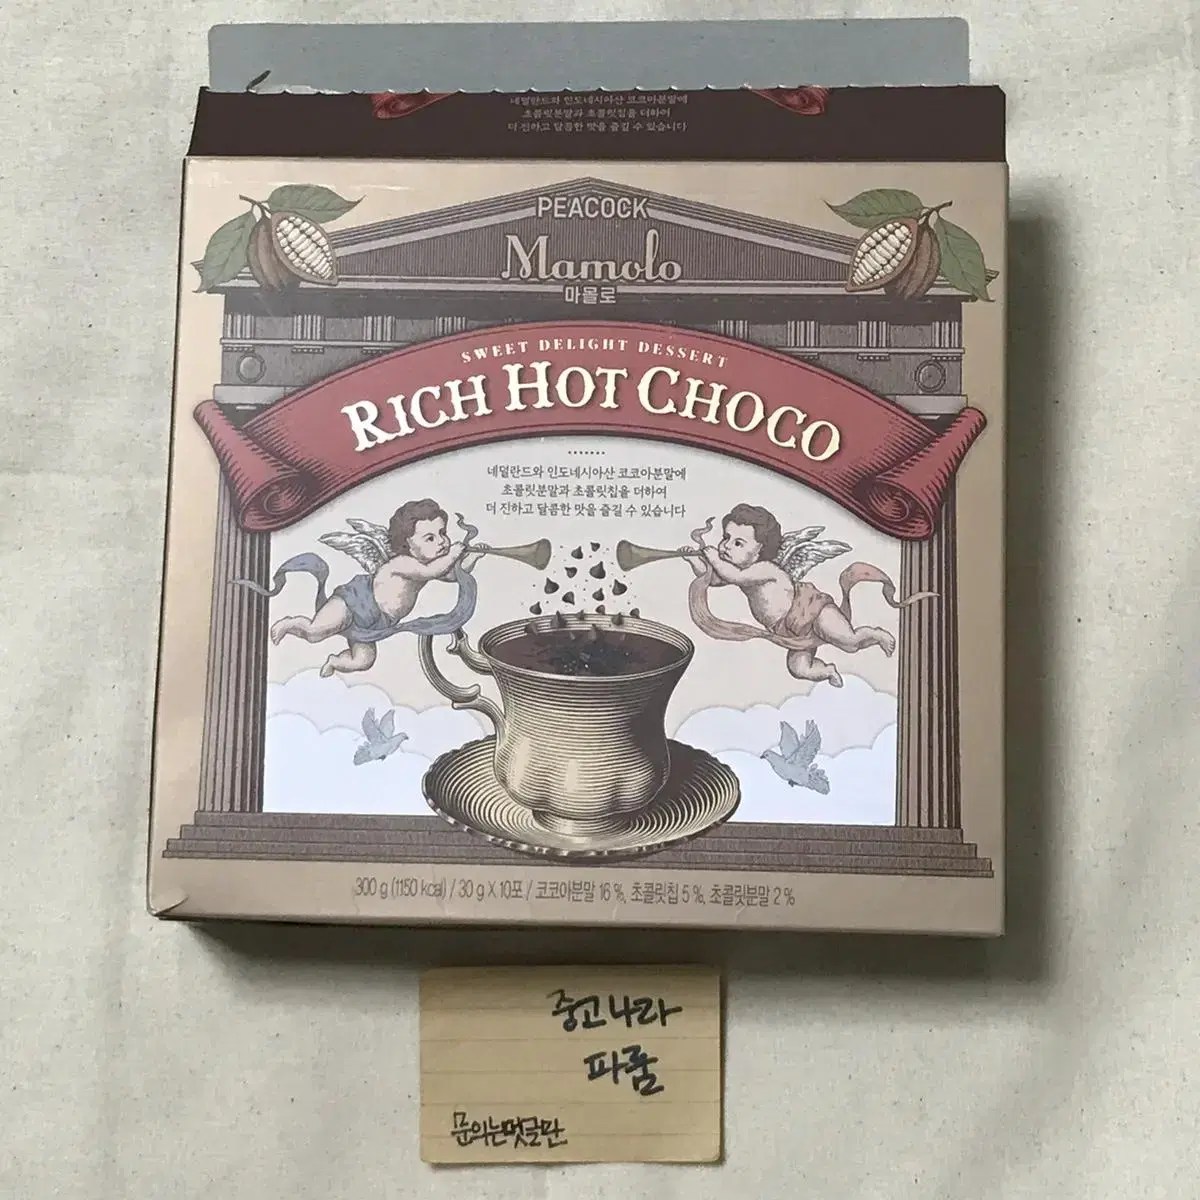 네덜란드와 인도네시아산 코코아분말에
초콜릿분말과 초콜릿칩을 더하여
더 진하고 달콤한 맛을 즐길 수 있습니다
PEACOCK
Mamolo
마몰로
SWEET DELIGHT DESSERT
RICH HOT CHOCO
네덜란드와 인도네시아산 코코아분말에
초콜릿분말과 초콜릿칩을 더하여
더 진하고 달콤한 맛을 즐길 수 있습니다
300 g (1150 kcal) / 30 g X 10포 / 코코아분말 16 %, 초콜릿칩 5 %, 초콜릿분말 2 %
중고나라
파룸
문의는댓글만